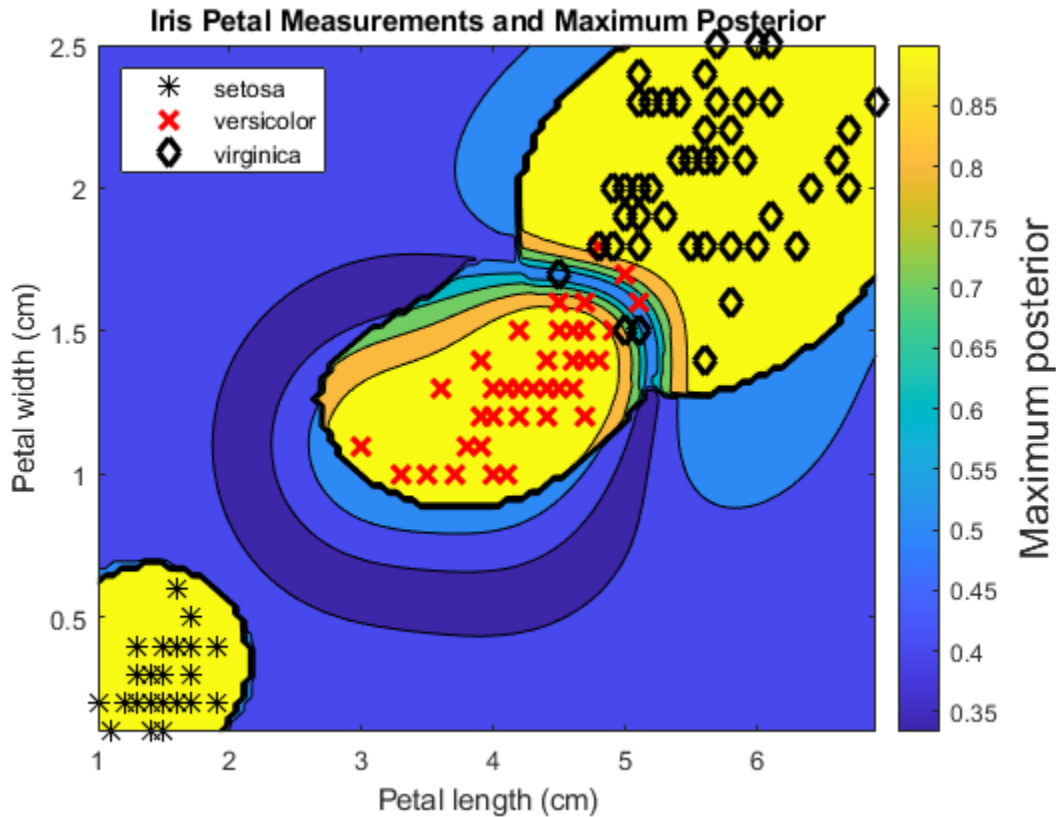 Iris Petal Measurements and Maximum Posterior
setosa
versicolor
virginica
Petal width (cm)
2.5
2
1.5
1
0.5
1 2 3 4 5 6
Petal length (cm)
0.85
0.8
0.75
0.7
0.65
0.6
0.55
0.5
0.45
0.4
0.35
Maximum posterior